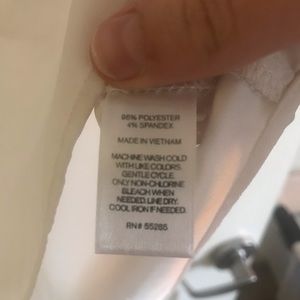 96% POLYESTER
4% SPANDEX
MADE IN VIETNAM
MACHINE WASH COLD
WITH LIKE COLORS.
GENTLE CYCLE.
ONLY NON-CHLORINE
BLEACH WHEN
NEEDED. LINE DRY.
COOL IRON IF NEEDED.
RN# 55285